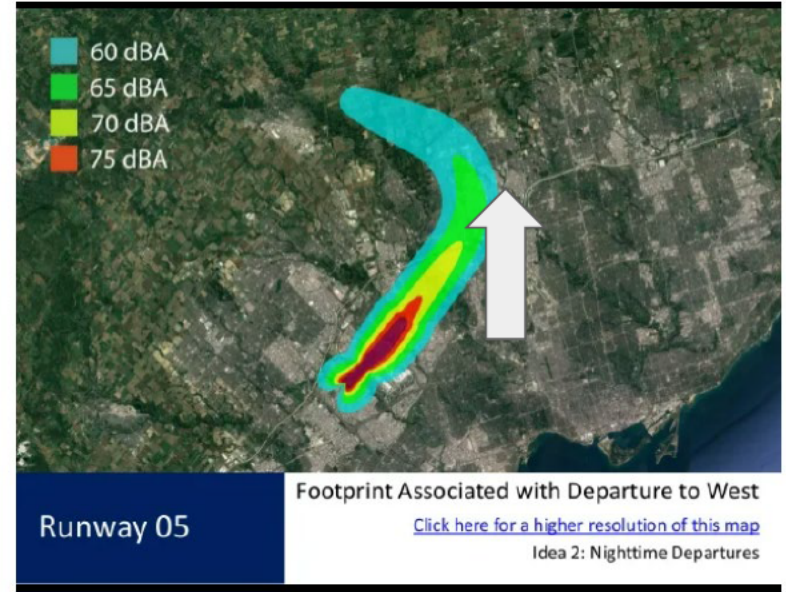 60 dBA
65 dBA
70 dBA
75 dBA
Runway 05
Footprint Associated with Departure to West
Click here for a higher resolution of this map
Idea 2: Nighttime Departures